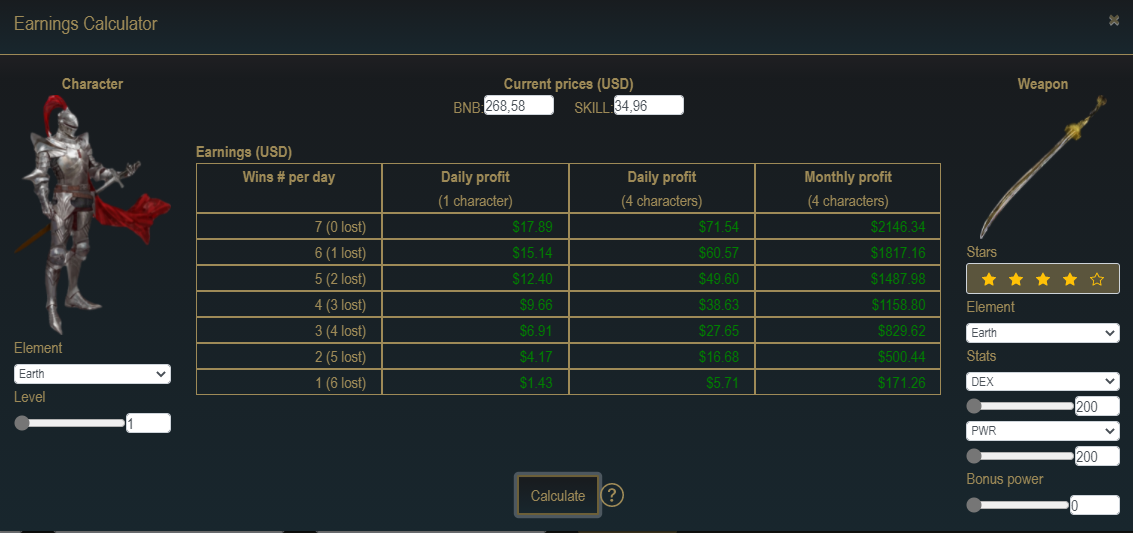 Earnings Calculator
Character
Current prices (USD)
Weapon
BNB: 268,58 SKILL: 34,96
Earnings (USD)
Wins # per day Daily profit Daily profit Monthly profit
(1 character) (4 characters) (4 characters)
7 (0 lost) $17.89 $71.54 $2146.34
6 (1 lost) $15.14 $60.57 $1817.16
5 (2 lost) $12.40 $49.60 $1487.98
4 (3 lost) $9.66 $38.63 $1158.80
3 (4 lost) $6.91 $27.65 $829.62
2 (5 lost) $4.17 $16.68 $500.44
1 (6 lost) $1.43 $5.71 $171.26
Element
Earth
Level
1
Stars
Element
Earth
Stats
DEX
200
PWR
200
Bonus power
0
Calculate ?